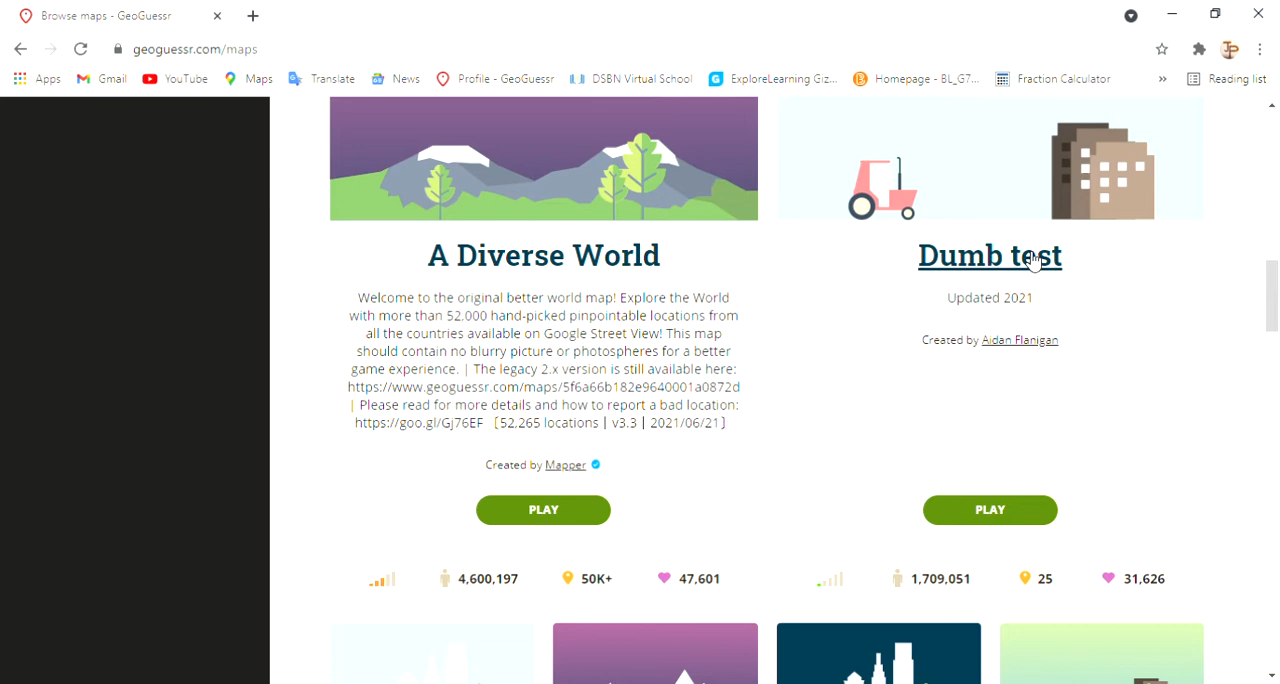 Browse maps - GeoGuessr
geoguessr.com/maps
Apps Gmail YouTube Maps Translate News Profile - GeoGuessr DSBN Virtual School ExploreLearning Giz... Homepage - BL_G7... Fraction Calculator » Reading list
A Diverse World
Welcome to the original better world map! Explore the World
with more than 52,000 hand-picked pinpointable locations from
all the countries available on Google Street View! This map
should contain no blurry picture or photospheres for a better
game experience. | The legacy 2.x version is still available here:
https://www.geoguessr.com/maps/5f6a66b182e9640001a0872d
| Please read for more details and how to report a bad location:
https://goo.gl/Gj76EF [52,265 locations | v3.3 | 2021/06/21]
Created by Mapper
PLAY
4,600,197 50K+ 47,601
Dumb test
Updated 2021
Created by Aidan Flanigan
PLAY
1,709,051 25 31,626